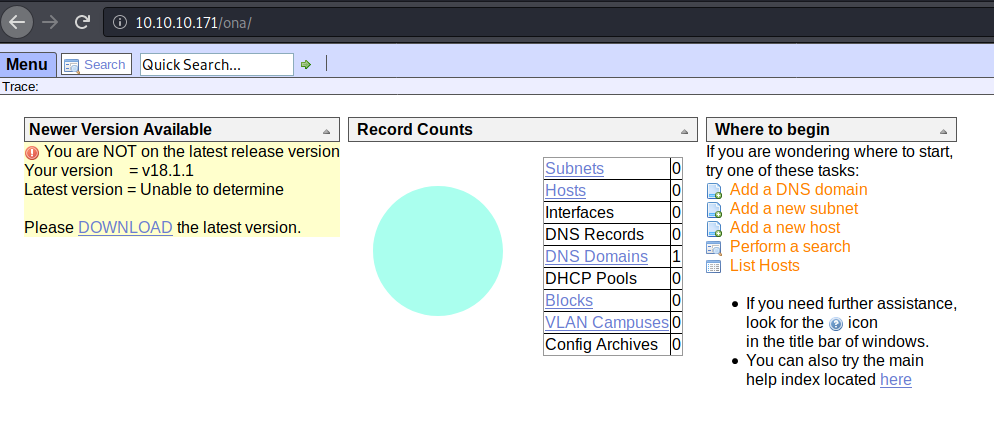 10.10.10.171/ona/
Menu Search Quick Search...
Trace:
Newer Version Available
You are NOT on the latest release version
Your version = v18.1.1
Latest version = Unable to determine
Please DOWNLOAD the latest version.
Record Counts
Subnets 0
Hosts 0
Interfaces 0
DNS Records 0
DNS Domains 1
DHCP Pools 0
Blocks 0
VLAN Campuses 0
Config Archives 0
Where to begin
If you are wondering where to start,
try one of these tasks:
Add a DNS domain
Add a new subnet
Add a new host
Perform a search
List Hosts
If you need further assistance,
look for the ? icon
in the title bar of windows.
You can also try the main
help index located here